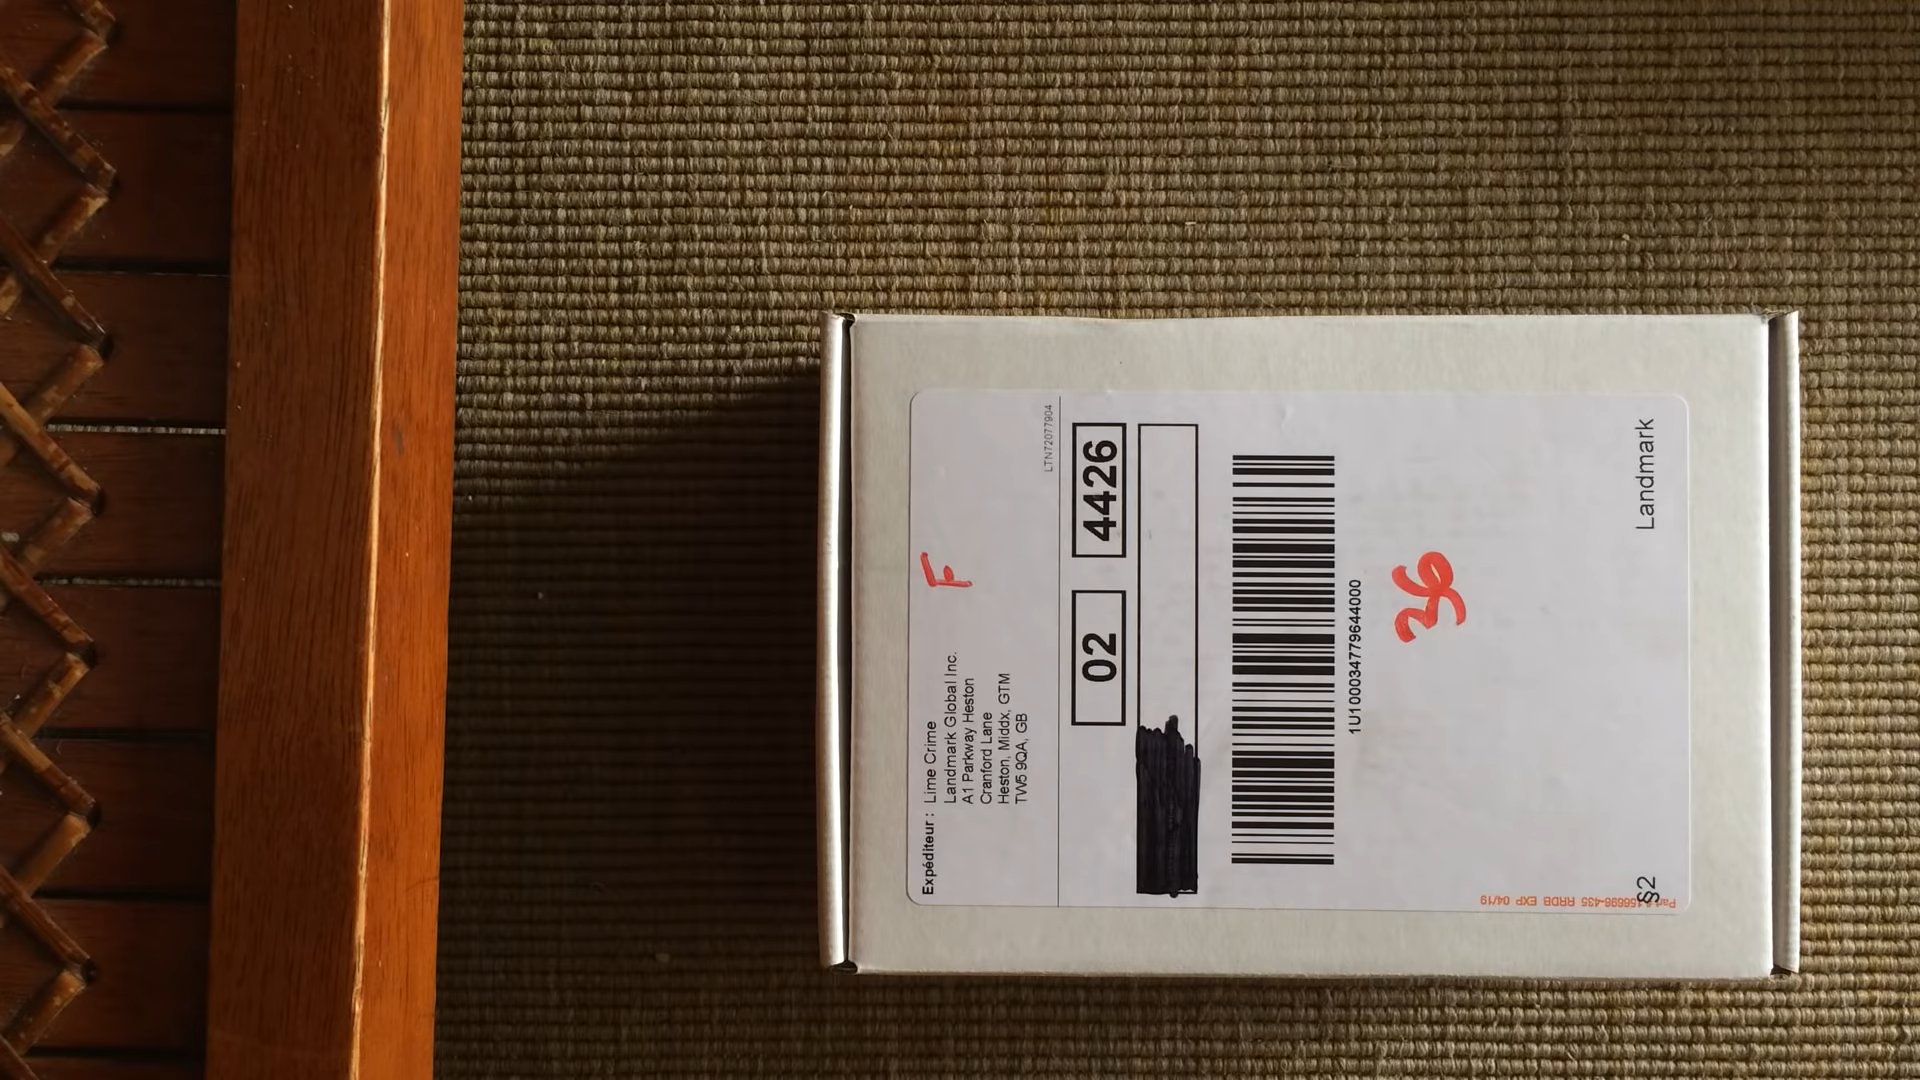 Expéditeur : Lime Crime
Landmark Global Inc.
A1 Parkway Heston
Cranford Lane
Heston, Middx, GTM
TW5 9QA, GB
F
LTN72077904
02 4426
1U100034779644000
36
S2 Landmark
RRDB EXP 04/19